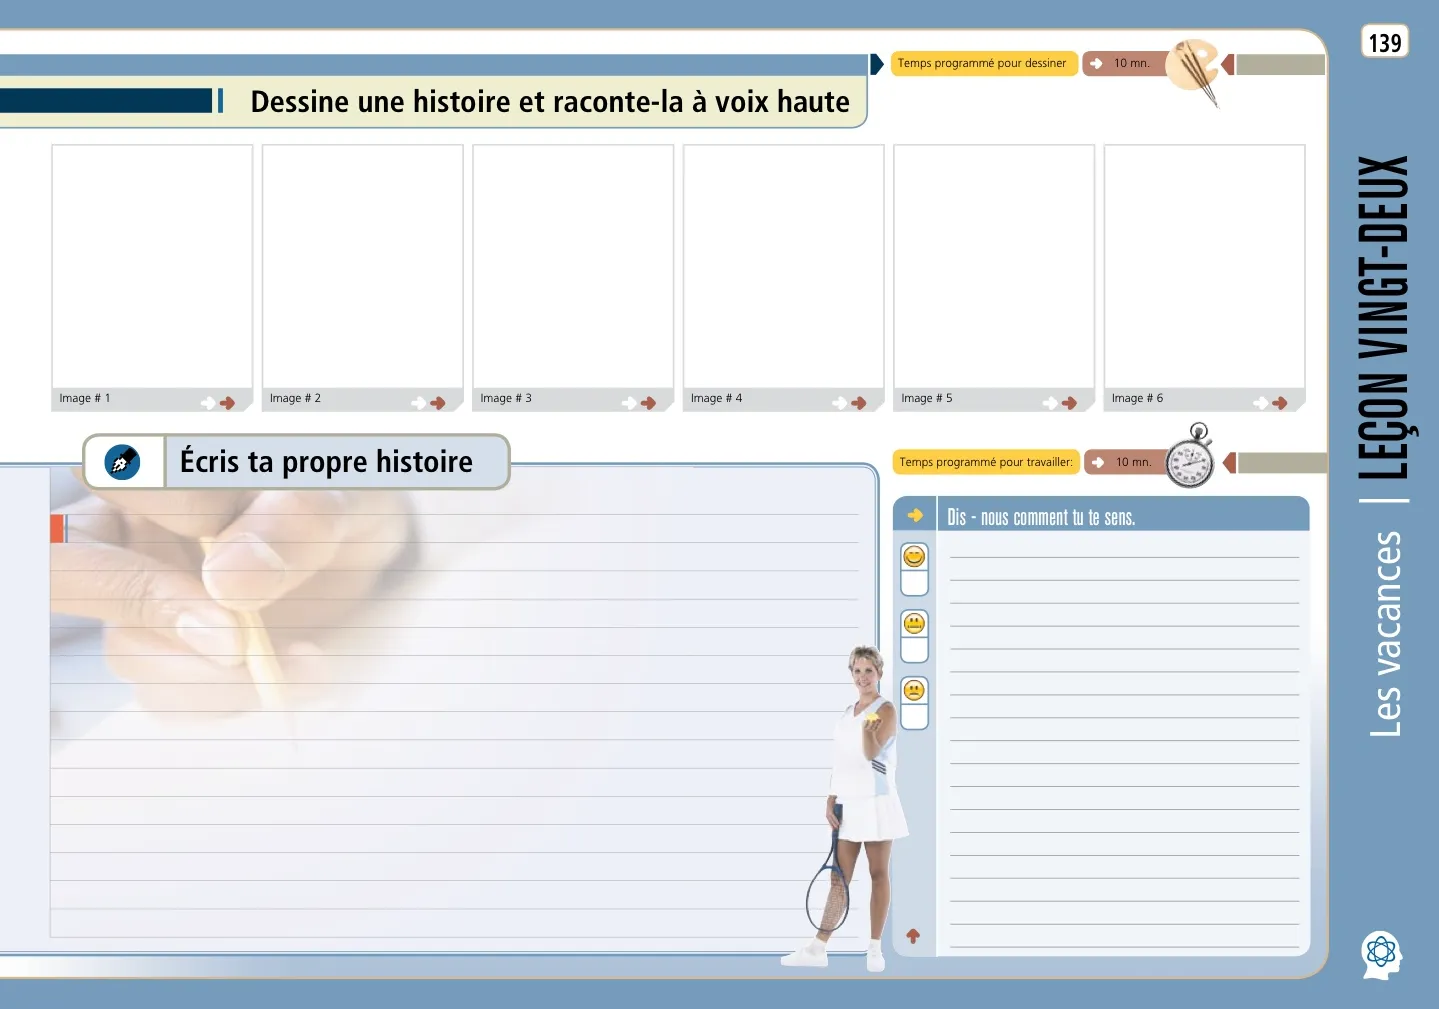 139
Temps programmé pour dessiner
10 mn.
Dessine une histoire et raconte-la à voix haute
Image # 1
Image # 2
Image # 3
Image # 4
Image # 5
Image # 6
Écris ta propre histoire
Temps programmé pour travailler:
10 mn.
Dis - nous comment tu te sens.
Les vacances | LEÇON VINGT-DEUX